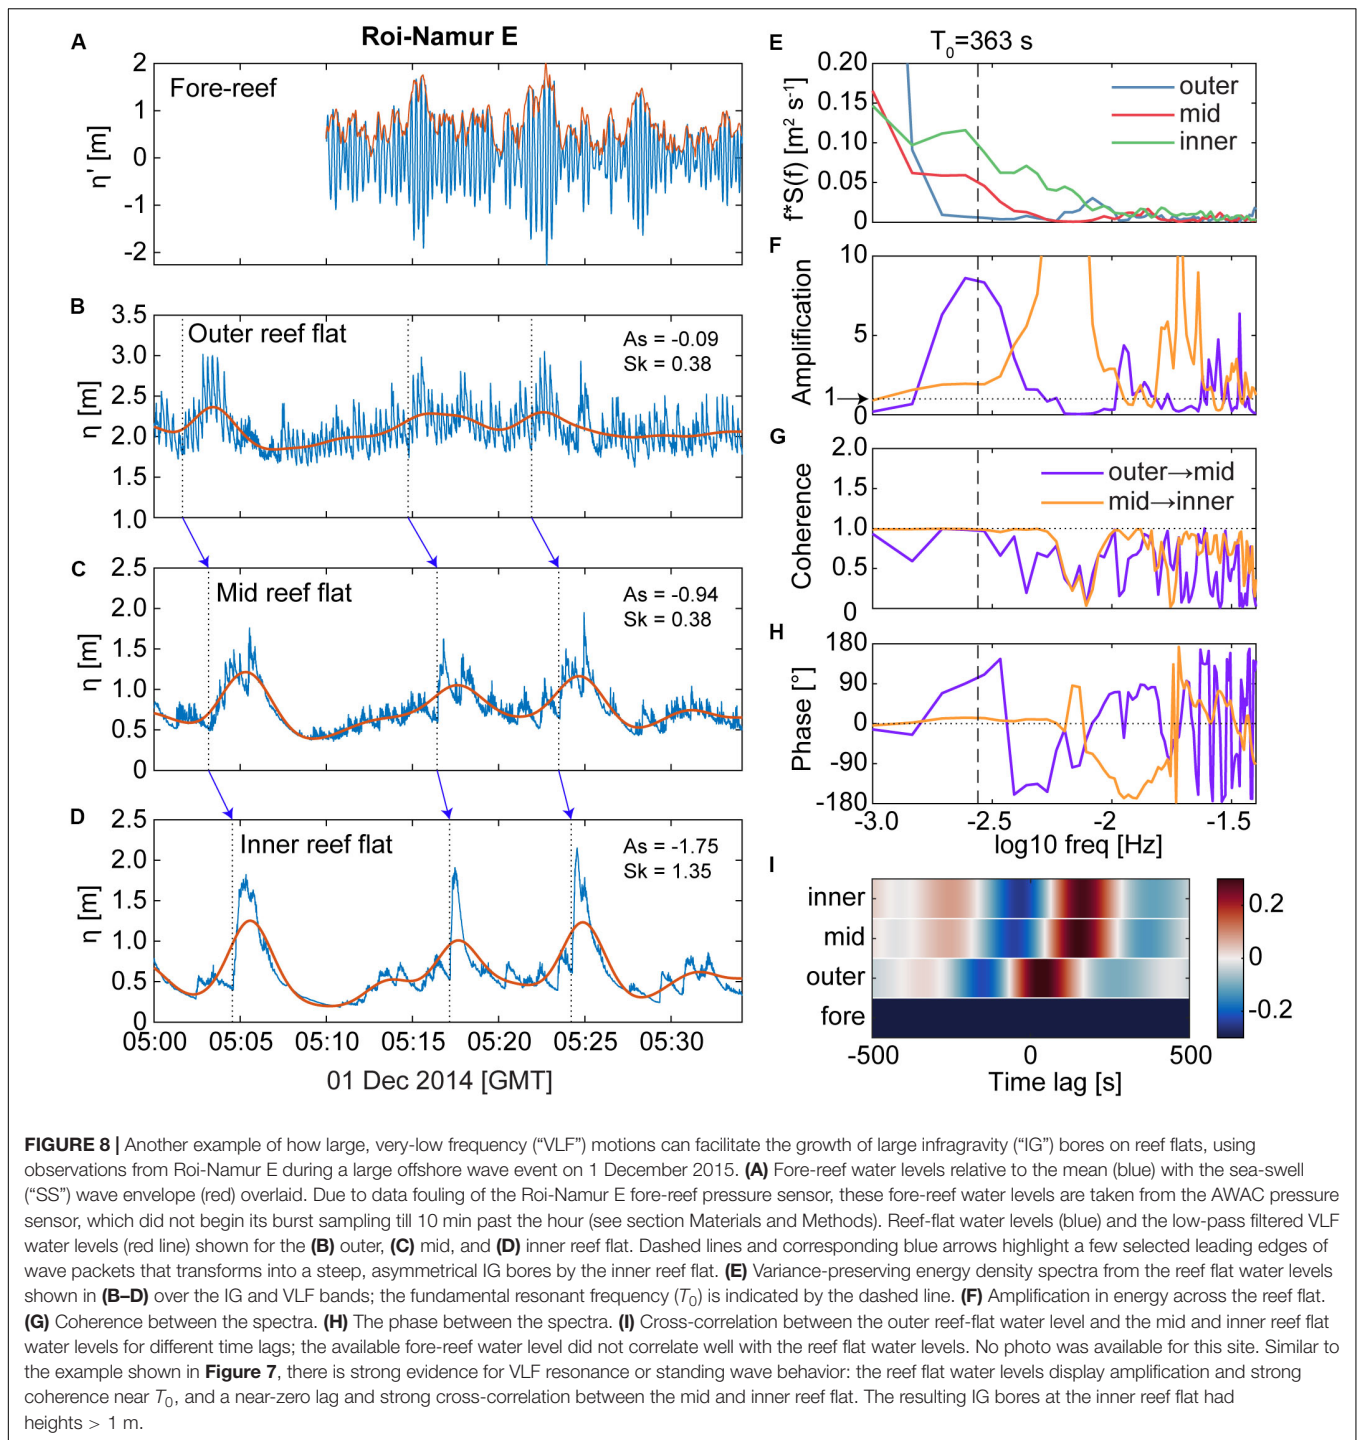 Roi-Namur E
A
Fore-reef
η' [m]
2
1
0
-1
-2
B
Outer reef flat
As = -0.09
Sk = 0.38
η [m]
3.5
3.0
2.5
2.0
1.5
1.0
C
Mid reef flat
As = -0.94
Sk = 0.38
η [m]
2.5
2.0
1.5
1.0
0.5
0
D
Inner reef flat
As = -1.75
Sk = 1.35
η [m]
2.5
2.0
1.5
1.0
0.5
0
05:00 05:05 05:10 05:15 05:20 05:25 05:30
01 Dec 2014 [GMT]
E
T0=363 s
f*S(f) [m² s⁻¹]
0.20
0.15
0.10
0.05
0
outer
mid
inner
F
Amplification
10
5
1
0
G
Coherence
2.0
1.5
1.0
0.5
0
outer→mid
mid→inner
H
Phase [°]
180
90
0
-90
-180
-3.0 -2.5 -2 -1.5
log10 freq [Hz]
I
inner
mid
outer
fore
0.2
0
-0.2
-500 0 500
Time lag [s]
FIGURE 8 | Another example of how large, very-low frequency (“VLF”) motions can facilitate the growth of large infragravity (“IG”) bores on reef flats, using
observations from Roi-Namur E during a large offshore wave event on 1 December 2015. (A) Fore-reef water levels relative to the mean (blue) with the sea-swell
(“SS”) wave envelope (red) overlaid. Due to data fouling of the Roi-Namur E fore-reef pressure sensor, these fore-reef water levels are taken from the AWAC pressure
sensor, which did not begin its burst sampling till 10 min past the hour (see section Materials and Methods). Reef-flat water levels (blue) and the low-pass filtered VLF
water levels (red line) shown for the (B) outer, (C) mid, and (D) inner reef flat. Dashed lines and corresponding blue arrows highlight a few selected leading edges of
wave packets that transforms into a steep, asymmetrical IG bores by the inner reef flat. (E) Variance-preserving energy density spectra from the reef flat water levels
shown in (B–D) over the IG and VLF bands; the fundamental resonant frequency (T0) is indicated by the dashed line. (F) Amplification in energy across the reef flat.
(G) Coherence between the spectra. (H) The phase between the spectra. (I) Cross-correlation between the outer reef-flat water level and the mid and inner reef flat
water levels for different time lags; the available fore-reef water level did not correlate well with the reef flat water levels. No photo was available for this site. Similar to
the example shown in Figure 7, there is strong evidence for VLF resonance or standing wave behavior: the reef flat water levels display amplification and strong
coherence near T0, and a near-zero lag and strong cross-correlation between the mid and inner reef flat. The resulting IG bores at the inner reef flat had
heights > 1 m.